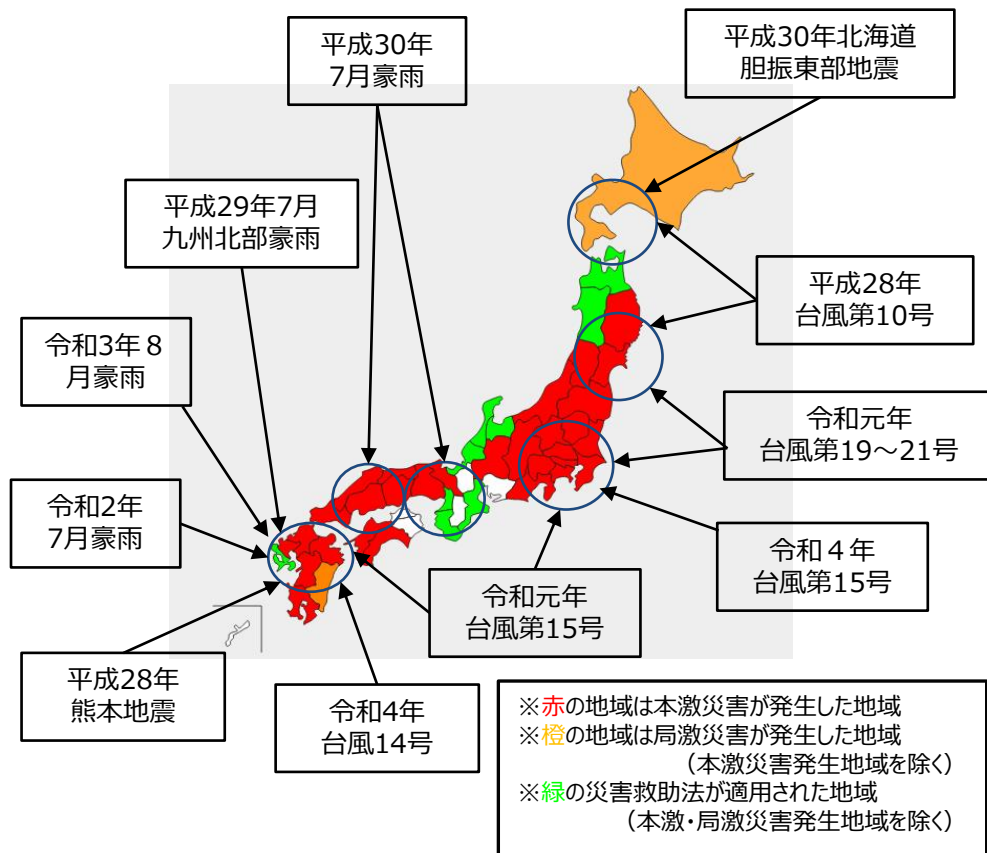 平成30年
7月豪雨
平成30年北海道
胆振東部地震
平成29年7月
九州北部豪雨
平成28年
台風第10号
令和3年８
月豪雨
令和元年
台風第19～21号
令和2年
7月豪雨
令和４年
台風第15号
令和元年
台風第15号
平成28年
熊本地震
令和4年
台風14号
※赤の地域は本激災害が発生した地域
※橙の地域は局激災害が発生した地域
（本激災害発生地域を除く）
※緑の災害救助法が適用された地域
（本激・局激災害発生地域を除く）